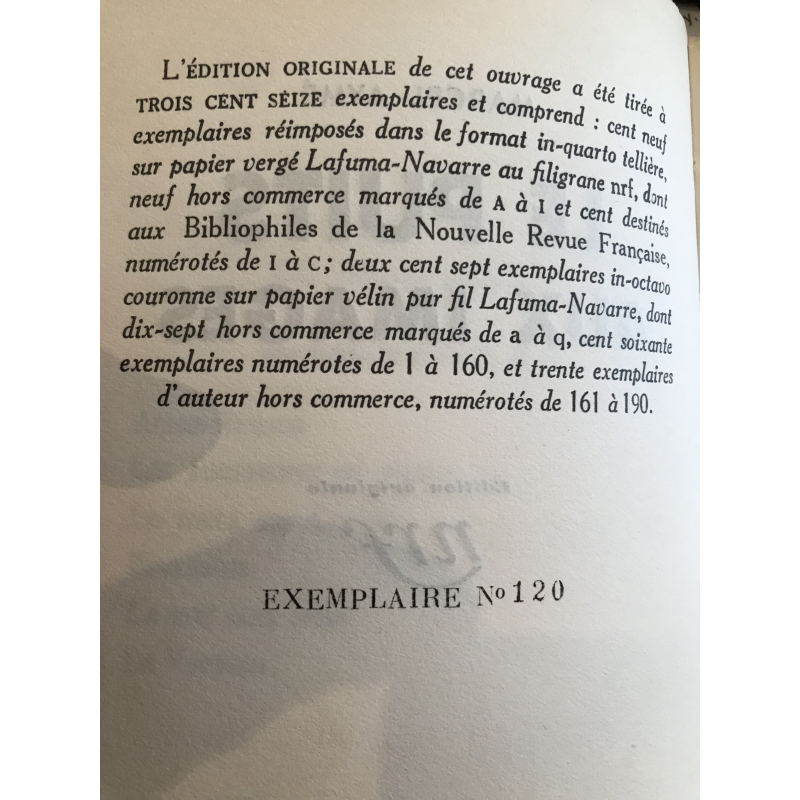 L'ÉDITION ORIGINALE de cet ouvrage a été tirée à
TROIS CENT SEIZE exemplaires et comprend : cent neuf
exemplaires réimposés dans le format in-quarto tellière,
sur papier vergé Lafuma-Navarre au filigrane nrf, dont
neuf hors commerce marqués de A à I et cent destinés
aux Bibliophiles de la Nouvelle Revue Française,
numérotés de I à C; deux cent sept exemplaires in-octavo
couronne sur papier vélin pur fil Lafuma-Navarre, dont
dix-sept hors commerce marqués de a à q, cent soixante
exemplaires numérotés de 1 à 160, et trente exemplaires
d'auteur hors commerce, numérotés de 161 à 190.
Edition originale
nrf
EXEMPLAIRE No 120